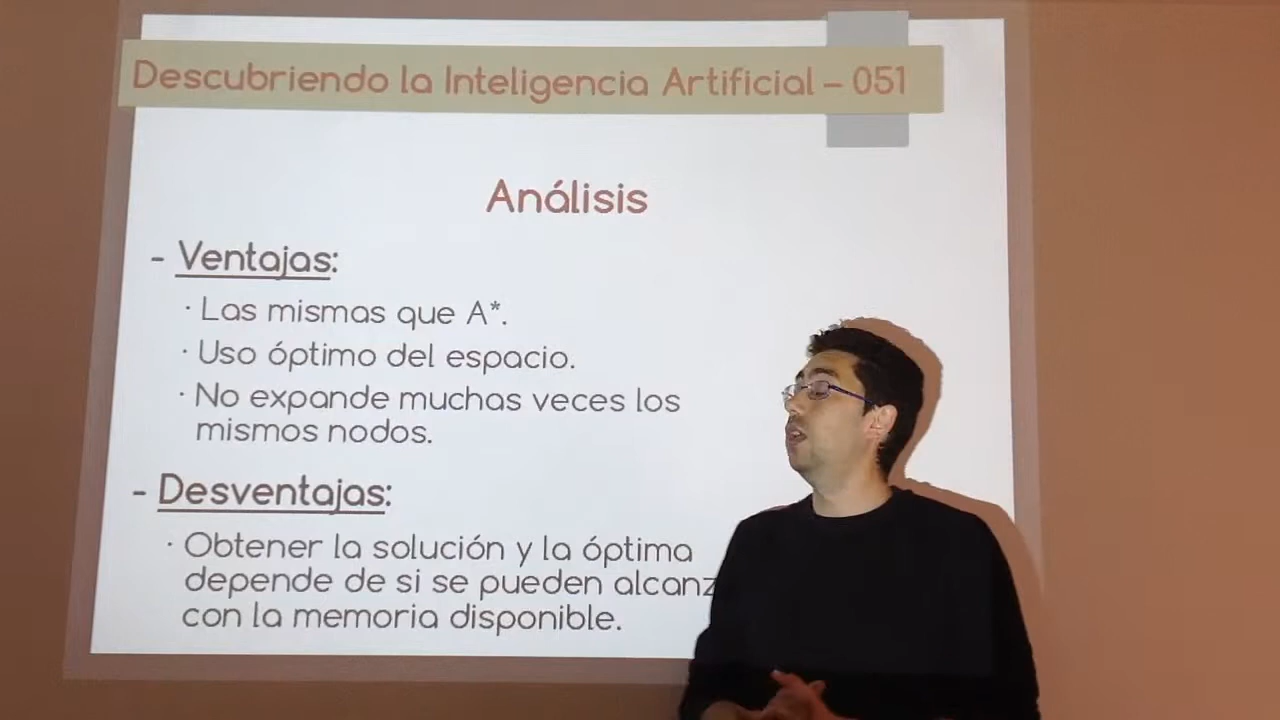 Descubriendo la Inteligencia Artificial – 051
Análisis
- Ventajas:
· Las mismas que A*.
· Uso óptimo del espacio.
· No expande muchas veces los
mismos nodos.
- Desventajas:
· Obtener la solución y la óptima
depende de si se pueden
con la memoria disponible.